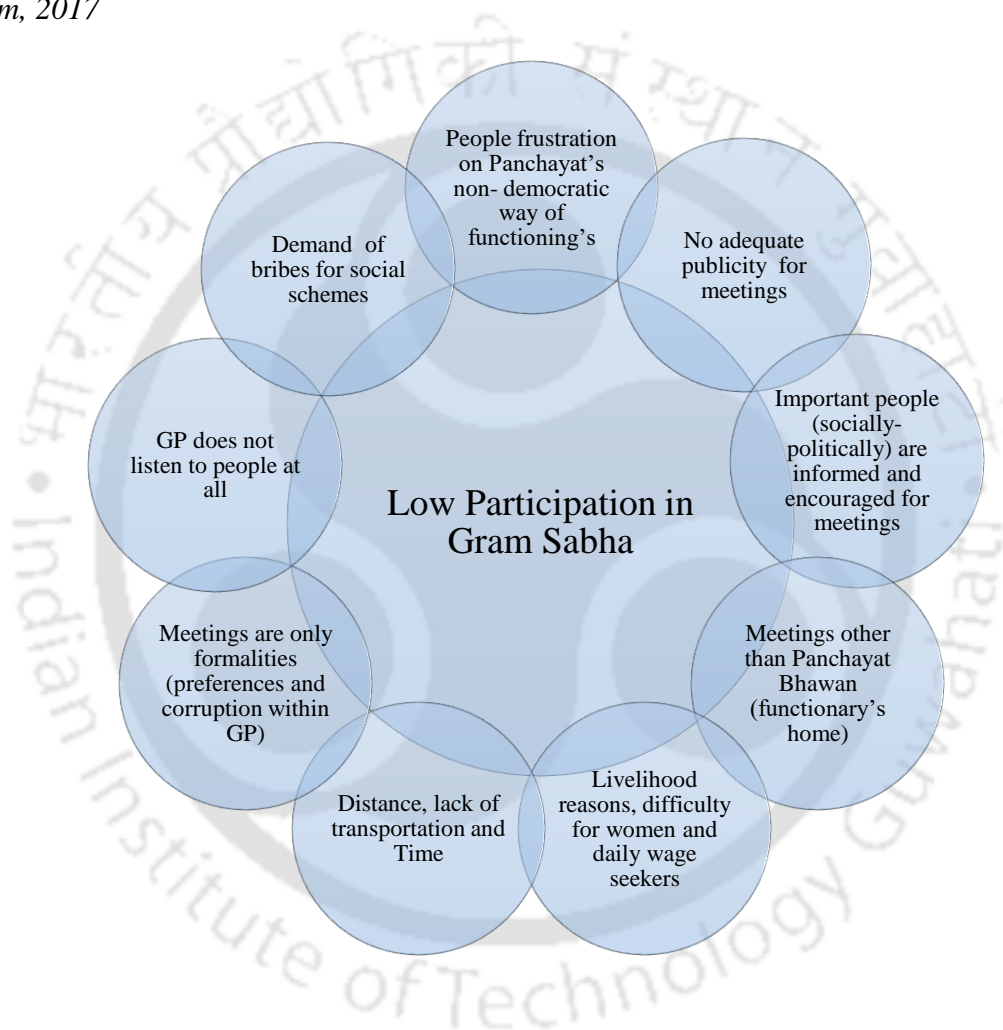 m, 2017
People frustration
on Panchayat's
non- democratic
way of
functioning's
No adequate
publicity for
meetings
Important people
(socially-
politically) are
informed and
encouraged for
meetings
Meetings other
than Panchayat
Bhawan
(functionary's
home)
Livelihood
reasons, difficulty
for women and
daily wage
seekers
Distance, lack of
transportation and
Time
Meetings are only
formalities
(preferences and
corruption within
GP)
GP does not
listen to people at
all
Demand of
bribes for social
schemes
Low Participation in
Gram Sabha
भारतीय प्रौद्योगिकी संस्थान गुवाहाटी
Indian Institute of Technology Guwahati